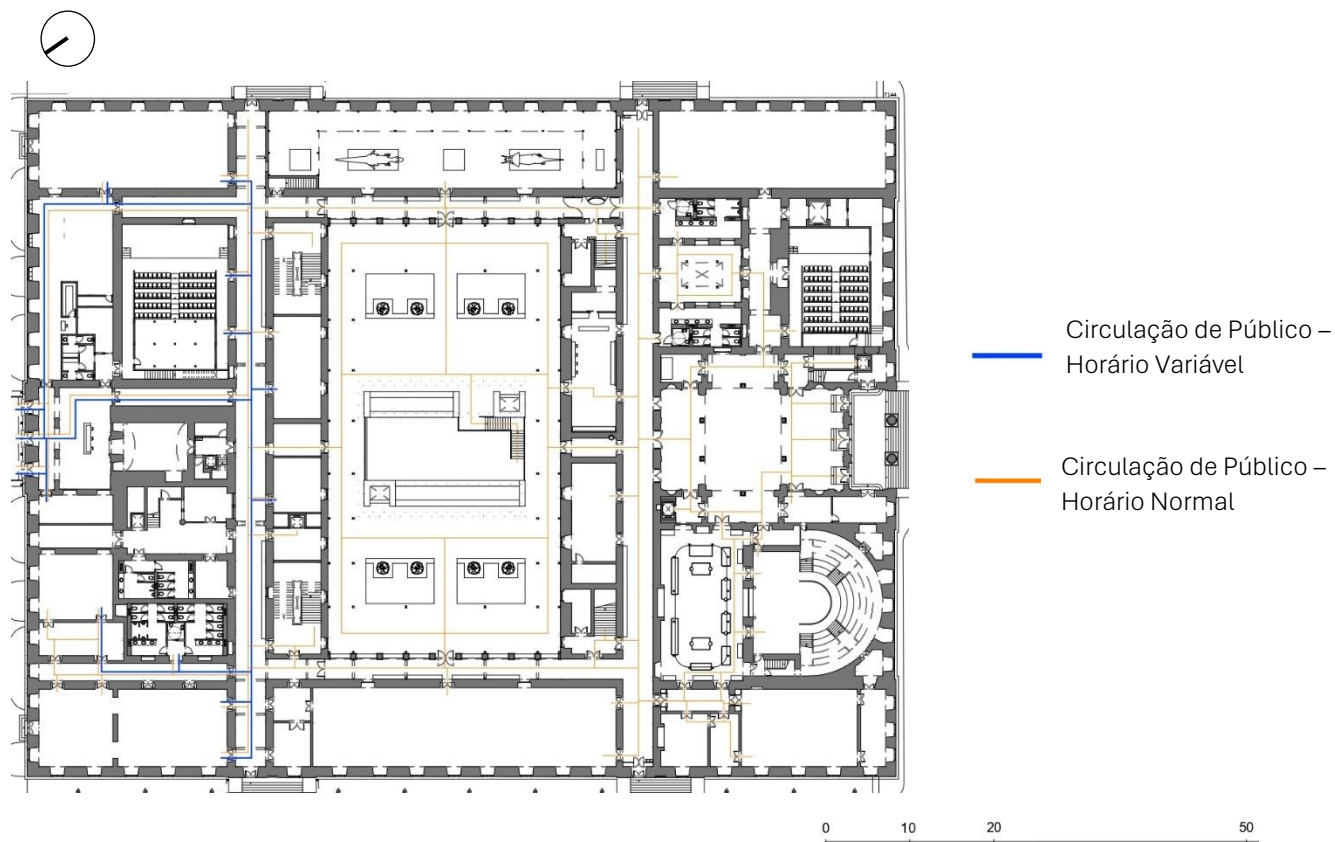 Circulação de Público –
Horário Variável
Circulação de Público –
Horário Normal
0 10 20 50